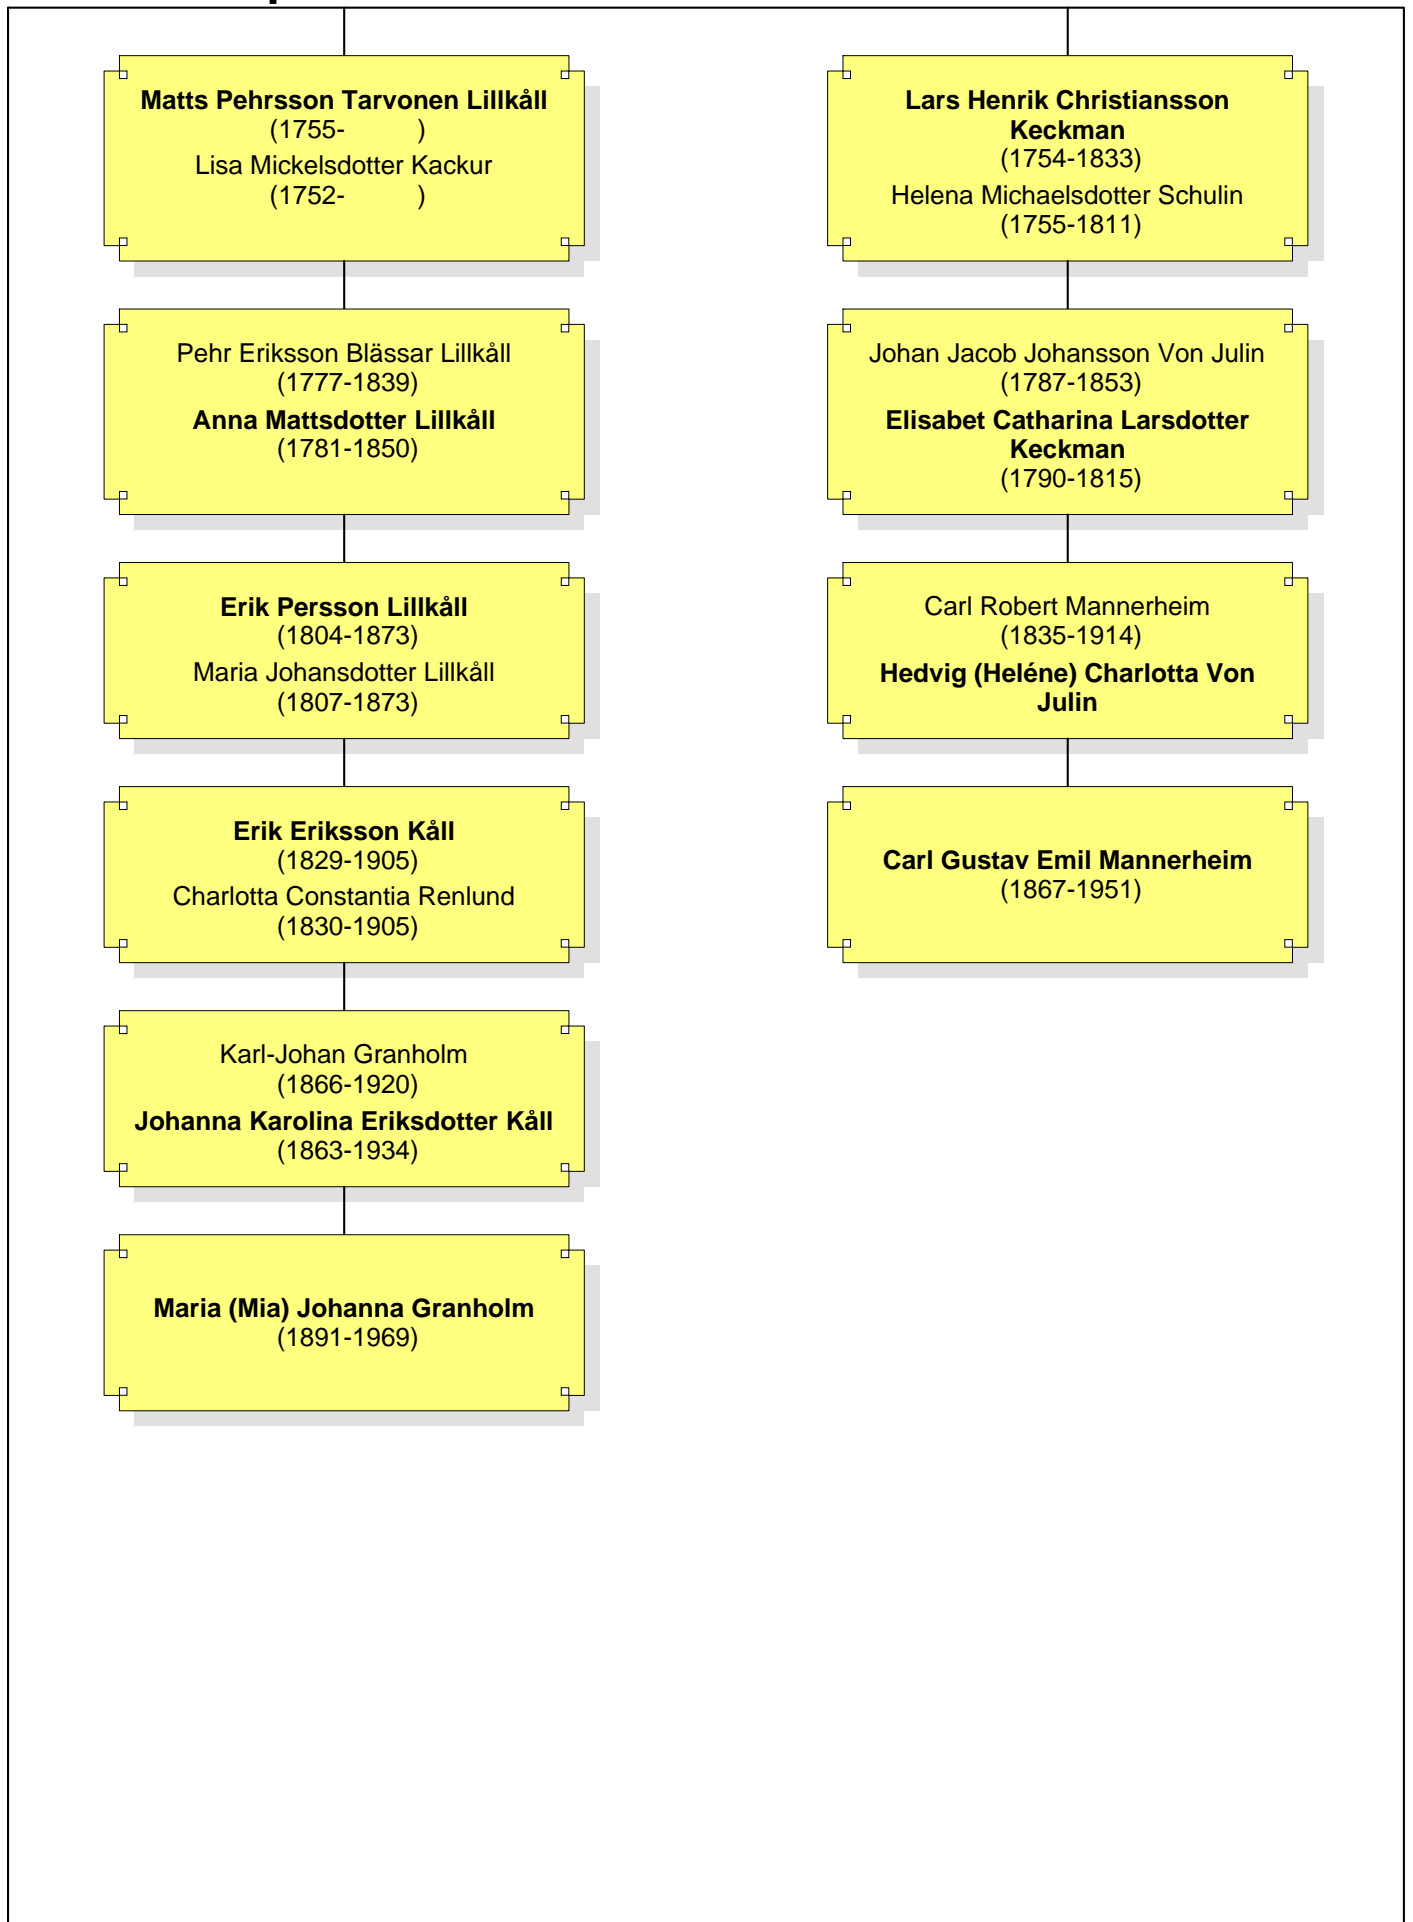 Matts Pehrsson Tarvonen Lillkåll
(1755- )
Lisa Mickelsdotter Kackur
(1752- )
Pehr Eriksson Blässar Lillkåll
(1777-1839)
Anna Mattsdotter Lillkåll
(1781-1850)
Erik Persson Lillkåll
(1804-1873)
Maria Johansdotter Lillkåll
(1807-1873)
Erik Eriksson Kåll
(1829-1905)
Charlotta Constantia Renlund
(1830-1905)
Karl-Johan Granholm
(1866-1920)
Johanna Karolina Eriksdotter Kåll
(1863-1934)
Maria (Mia) Johanna Granholm
(1891-1969)
Lars Henrik Christiansson
Keckman
(1754-1833)
Helena Michaelsdotter Schulin
(1755-1811)
Johan Jacob Johansson Von Julin
(1787-1853)
Elisabet Catharina Larsdotter
Keckman
(1790-1815)
Carl Robert Mannerheim
(1835-1914)
Hedvig (Heléne) Charlotta Von
Julin
Carl Gustav Emil Mannerheim
(1867-1951)